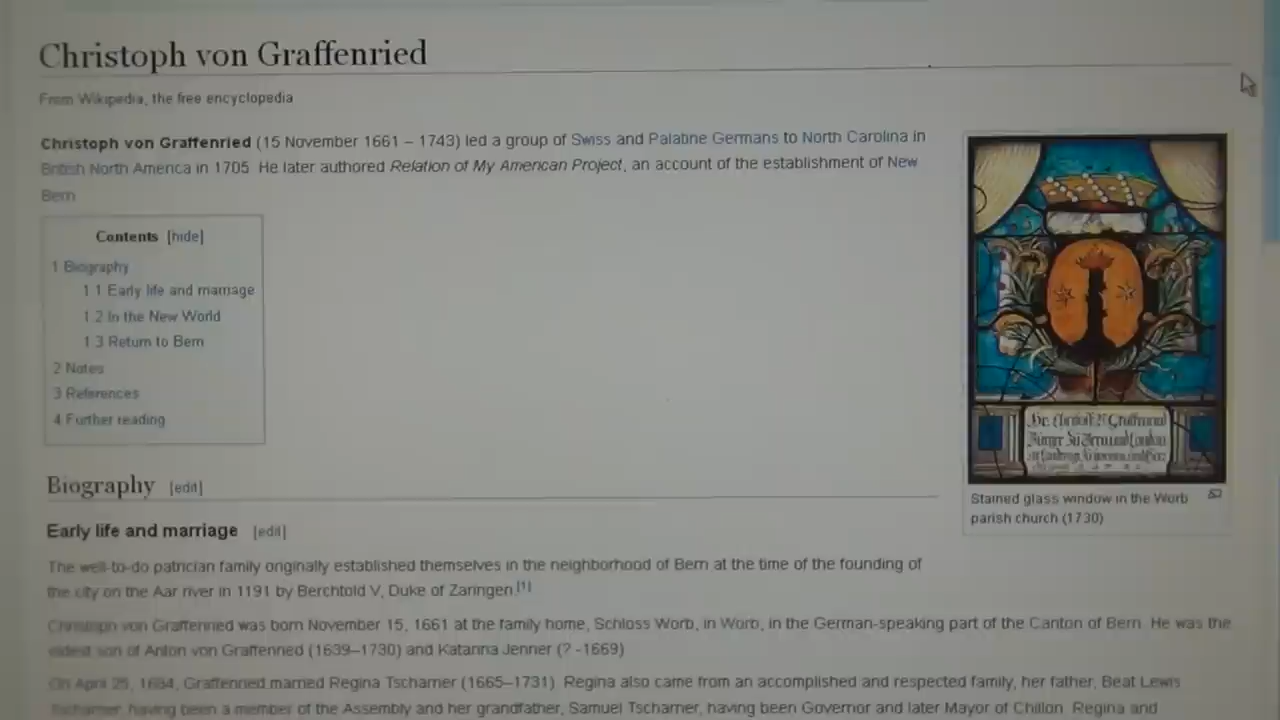 Christoph von Graffenried
From Wikipedia, the free encyclopedia
Christoph von Graffenried (15 November 1661 – 1743) led a group of Swiss and Palatine Germans to North Carolina in
British North America in 1705 He later authored Relation of My American Project, an account of the establishment of New
Bern
Contents [hide]
1 Biography
1.1 Early life and marriage
1.2 In the New World
1.3 Return to Bern
2 Notes
3 References
4 Further reading
Stained glass window in the Worb
parish church (1730)
Biography [edit]
Early life and marriage [edit]
The well-to-do patrician family originally established themselves in the neighborhood of Bern at the time of the founding of
the city on the Aar river in 1191 by Berchtold V, Duke of Zaringen.[1]
Christoph von Graffenried was born November 15, 1661 at the family home, Schloss Worb, in Worb, in the German-speaking part of the Canton of Bern. He was the
eldest son of Anton von Graffenried (1639–1730) and Katarina Jenner (? -1669)
On April 25, 1684, Graffenried married Regina Tscharner (1665–1731). Regina also came from an accomplished and respected family, her father, Beat Lewis
Tscharner, having been a member of the Assembly and her grandfather, Samuel Tscharner, having been Governor and later Mayor of Chillon. Regina and